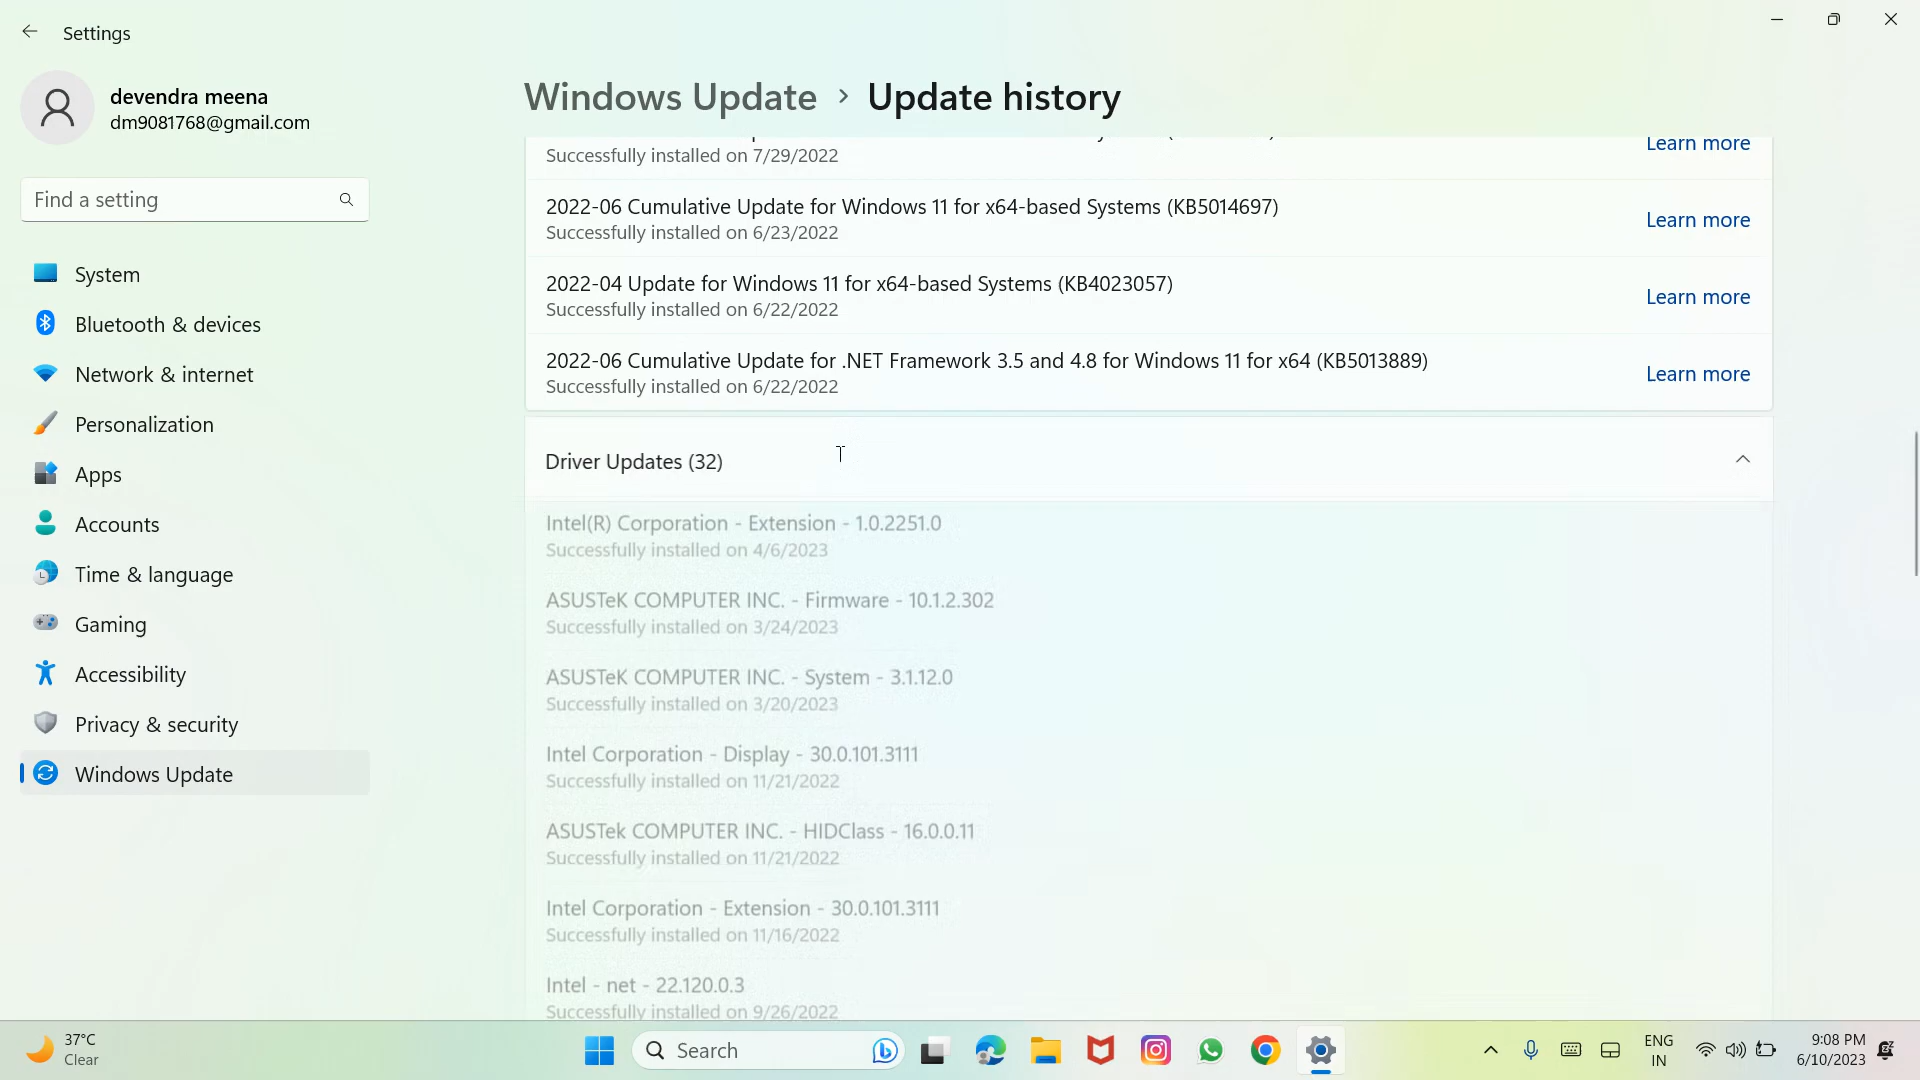 Settings
devendra meena
dm9081768@gmail.com
Find a setting
System
Bluetooth & devices
Network & internet
Personalization
Apps
Accounts
Time & language
Gaming
Accessibility
Privacy & security
Windows Update
Windows Update > Update history
Successfully installed on 7/29/2022
Learn more
2022-06 Cumulative Update for Windows 11 for x64-based Systems (KB5014697)
Successfully installed on 6/23/2022
Learn more
2022-04 Update for Windows 11 for x64-based Systems (KB4023057)
Successfully installed on 6/22/2022
Learn more
2022-06 Cumulative Update for .NET Framework 3.5 and 4.8 for Windows 11 for x64 (KB5013889)
Successfully installed on 6/22/2022
Learn more
Driver Updates (32)
Intel(R) Corporation - Extension - 1.0.2251.0
Successfully installed on 4/6/2023
ASUSTeK COMPUTER INC. - Firmware - 10.1.2.302
Successfully installed on 3/24/2023
ASUSTeK COMPUTER INC. - System - 3.1.12.0
Successfully installed on 3/20/2023
Intel Corporation - Display - 30.0.101.3111
Successfully installed on 11/21/2022
ASUSTek COMPUTER INC. - HIDClass - 16.0.0.11
Successfully installed on 11/21/2022
Intel Corporation - Extension - 30.0.101.3111
Successfully installed on 11/16/2022
Intel - net - 22.120.0.3
Successfully installed on 9/26/2022
37°C
Clear
Search
ENG
IN
9:08 PM
6/10/2023